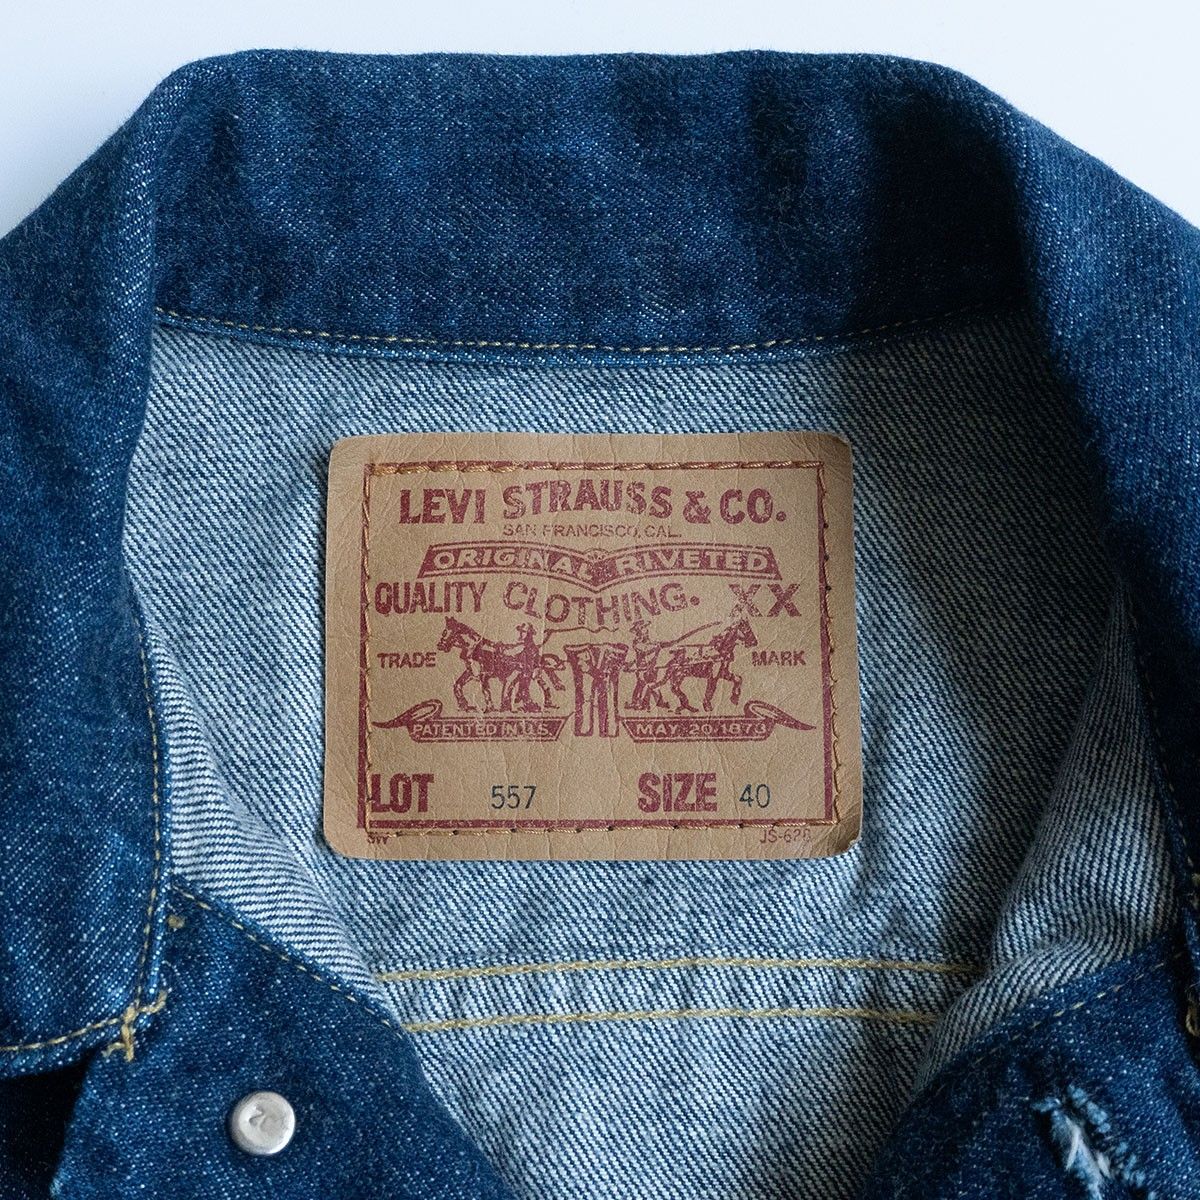 LEVI STRAUSS & CO.
SAN FRANCISCO, CAL.
ORIGINAL RIVETED
QUALITY CLOTHING. XX
TRADE MARK
PATENTED IN U.S. MAY 20 1873
LOT 557 SIZE 40
SW